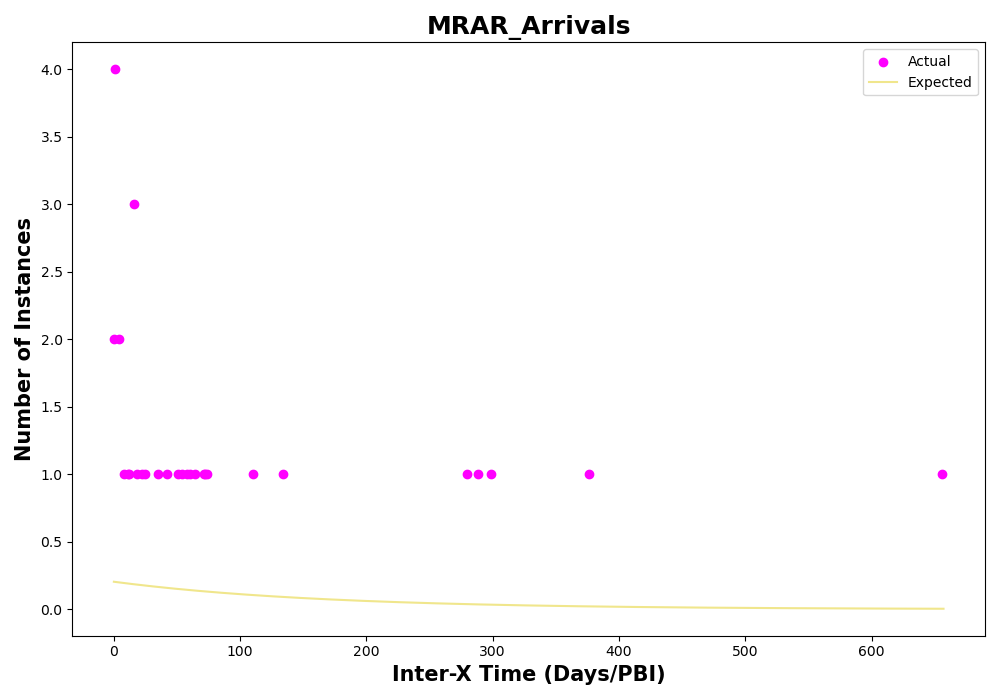 MRAR_Arrivals
Actual
Expected
Number of Instances
4.0
3.5
3.0
2.5
2.0
1.5
1.0
0.5
0.0
0 100 200 300 400 500 600
Inter-X Time (Days/PBI)